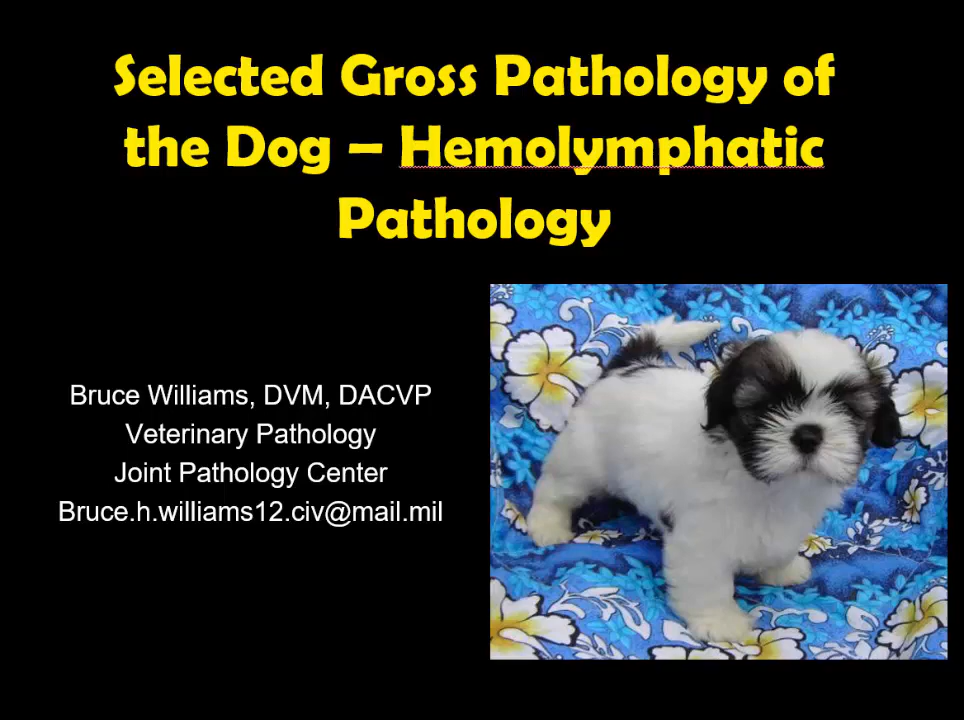 Selected Gross Pathology of
the Dog – Hemolymphatic
Pathology
Bruce Williams, DVM, DACVP
Veterinary Pathology
Joint Pathology Center
Bruce.h.williams12.civ@mail.mil